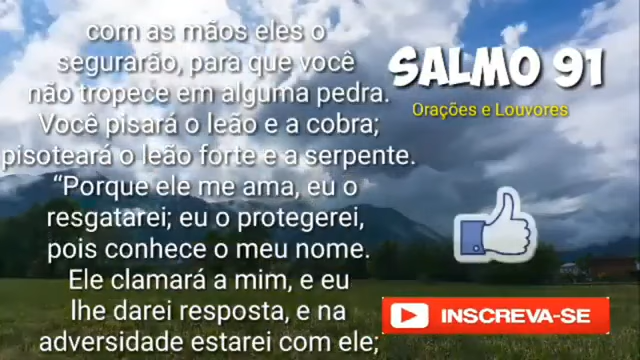 com as mãos eles o
segurarão, para que você
não tropece em alguma pedra.
Você pisará o leão e a cobra;
pisoteará o leão forte e a serpente.
“Porque ele me ama, eu o
resgatarei; eu o protegerei,
pois conhece o meu nome.
Ele clamará a mim, e eu
lhe darei resposta, e na
adversidade estarei com ele;
SALMO 91
Orações e Louvores
INSCREVA-SE